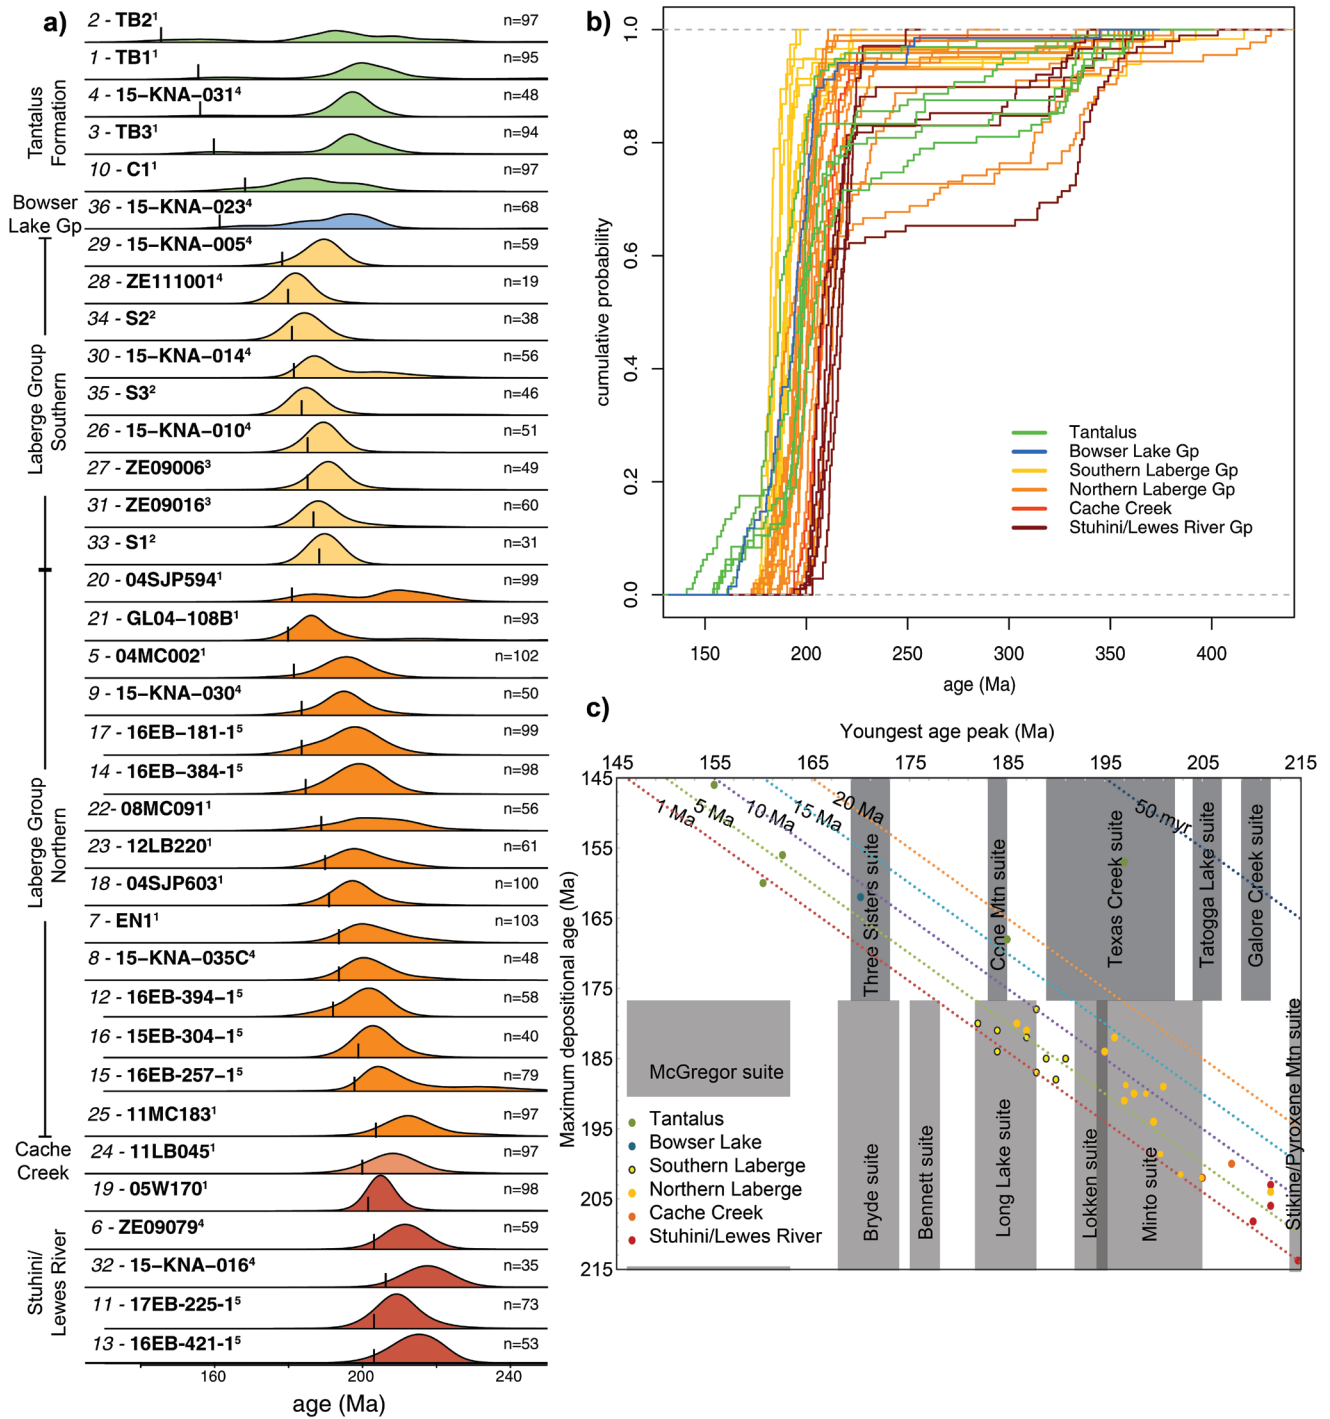 a)
2 - TB2¹ n=97
1 - TB1¹ n=95
4 - 15–KNA–031⁴ n=48
3 - TB3¹ n=94
10 - C1¹ n=97
36 - 15–KNA–023⁴ n=68
29 - 15–KNA–005⁴ n=59
28 - ZE111001⁴ n=19
34 - S2² n=38
30 - 15–KNA–014⁴ n=56
35 - S3² n=46
26 - 15–KNA–010⁴ n=51
27 - ZE09006³ n=49
31 - ZE09016³ n=60
33 - S1² n=31
20 - 04SJP594¹ n=99
21 - GL04–108B¹ n=93
5 - 04MC002¹ n=102
9 - 15–KNA–030⁴ n=50
17 - 16EB–181-1⁵ n=99
14 - 16EB–384-1⁵ n=98
22- 08MC091¹ n=56
23 - 12LB220¹ n=61
18 - 04SJP603¹ n=100
7 - EN1¹ n=103
8 - 15–KNA–035C⁴ n=48
12 - 16EB-394–1⁵ n=58
16 - 15EB-304–1⁵ n=40
15 - 16EB-257–1⁵ n=79
25 - 11MC183¹ n=97
24 - 11LB045¹ n=97
19 - 05W170¹ n=98
6 - ZE09079⁴ n=59
32 - 15–KNA–016⁴ n=35
11 - 17EB-225-1⁵ n=73
13 - 16EB-421-1⁵ n=53
Tantalus
Formation
Bowser
Lake Gp
Laberge Group
Southern
Laberge Group
Northern
Cache
Creek
Stuhini/
Lewes River
160 200 240
age (Ma)
b)
1.0
0.8
0.6
0.4
0.2
0.0
cumulative probability
Tantalus
Bowser Lake Gp
Southern Laberge Gp
Northern Laberge Gp
Cache Creek
Stuhini/Lewes River Gp
150 200 250 300 350 400
age (Ma)
c)
Youngest age peak (Ma)
145 155 165 175 185 195 205 215
145
155
165
175
185
195
205
215
Maximum depositional age (Ma)
1 Ma
5 Ma
10 Ma
15 Ma
20 Ma
50 myr
Three Sisters suite
Cone Mtn suite
Texas Creek suite
Tatogga Lake suite
Galore Creek suite
McGregor suite
Bryde suite
Bennett suite
Long Lake suite
Lokken suite
Minto suite
Stikine/Pyroxene Mtn suite
Tantalus
Bowser Lake
Southern Laberge
Northern Laberge
Cache Creek
Stuhini/Lewes River